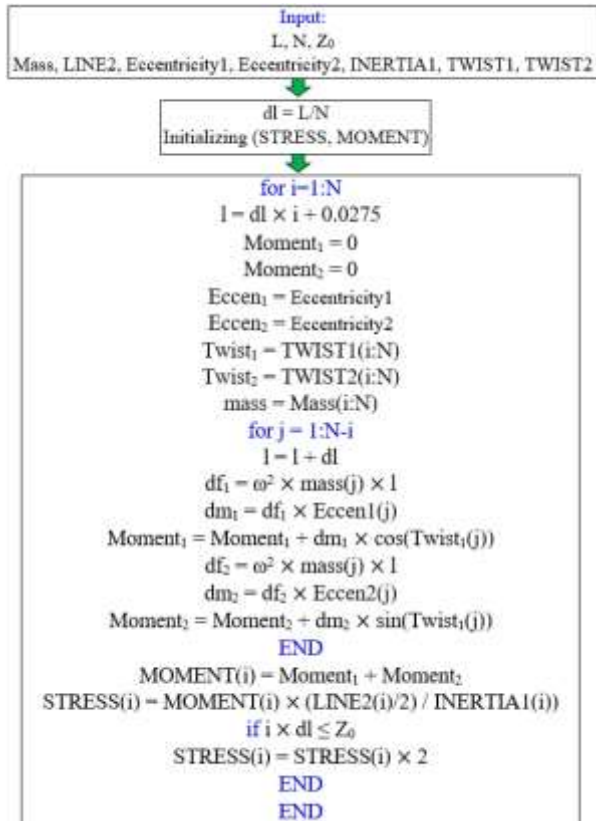 Input:
L, N, Z₀
Mass, LINE2, Eccentricity1, Eccentricity2, INERTIA1, TWIST1, TWIST2
dl = L/N
Initializing (STRESS, MOMENT)
for i=1:N
l = dl × i + 0.0275
Moment₁ = 0
Moment₂ = 0
Eccen₁ = Eccentricity1
Eccen₂ = Eccentricity2
Twist₁ = TWIST1(i:N)
Twist₂ = TWIST2(i:N)
mass = Mass(i:N)
for j = 1:N-i
l = l + dl
df₁ = ω² × mass(j) × l
dm₁ = df₁ × Eccen1(j)
Moment₁ = Moment₁ + dm₁ × cos(Twist₁(j))
df₂ = ω² × mass(j) × l
dm₂ = df₂ × Eccen2(j)
Moment₂ = Moment₂ + dm₂ × sin(Twist₁(j))
END
MOMENT(i) = Moment₁ + Moment₂
STRESS(i) = MOMENT(i) × (LINE2(i)/2) / INERTIA1(i))
if i × dl ≤ Z₀
STRESS(i) = STRESS(i) × 2
END
END